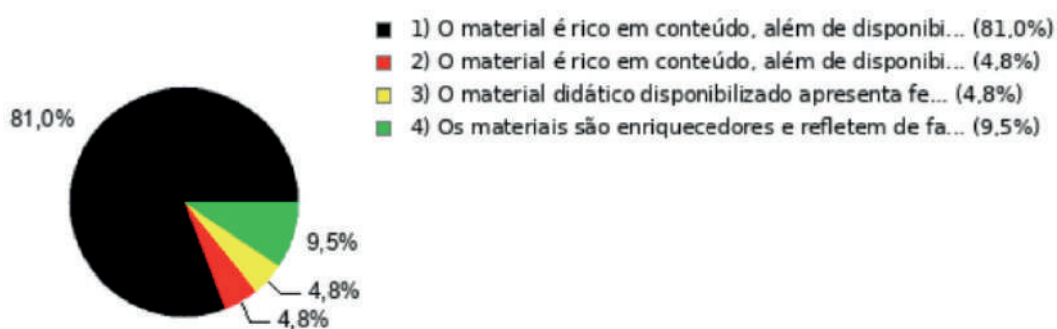 1) O material é rico em conteúdo, além de disponibi... (81,0%)
2) O material é rico em conteúdo, além de disponibi... (4,8%)
3) O material didático disponibilizado apresenta fe... (4,8%)
4) Os materiais são enriquecedores e refletem de fa... (9,5%)
81,0%
9,5%
4,8%
4,8%